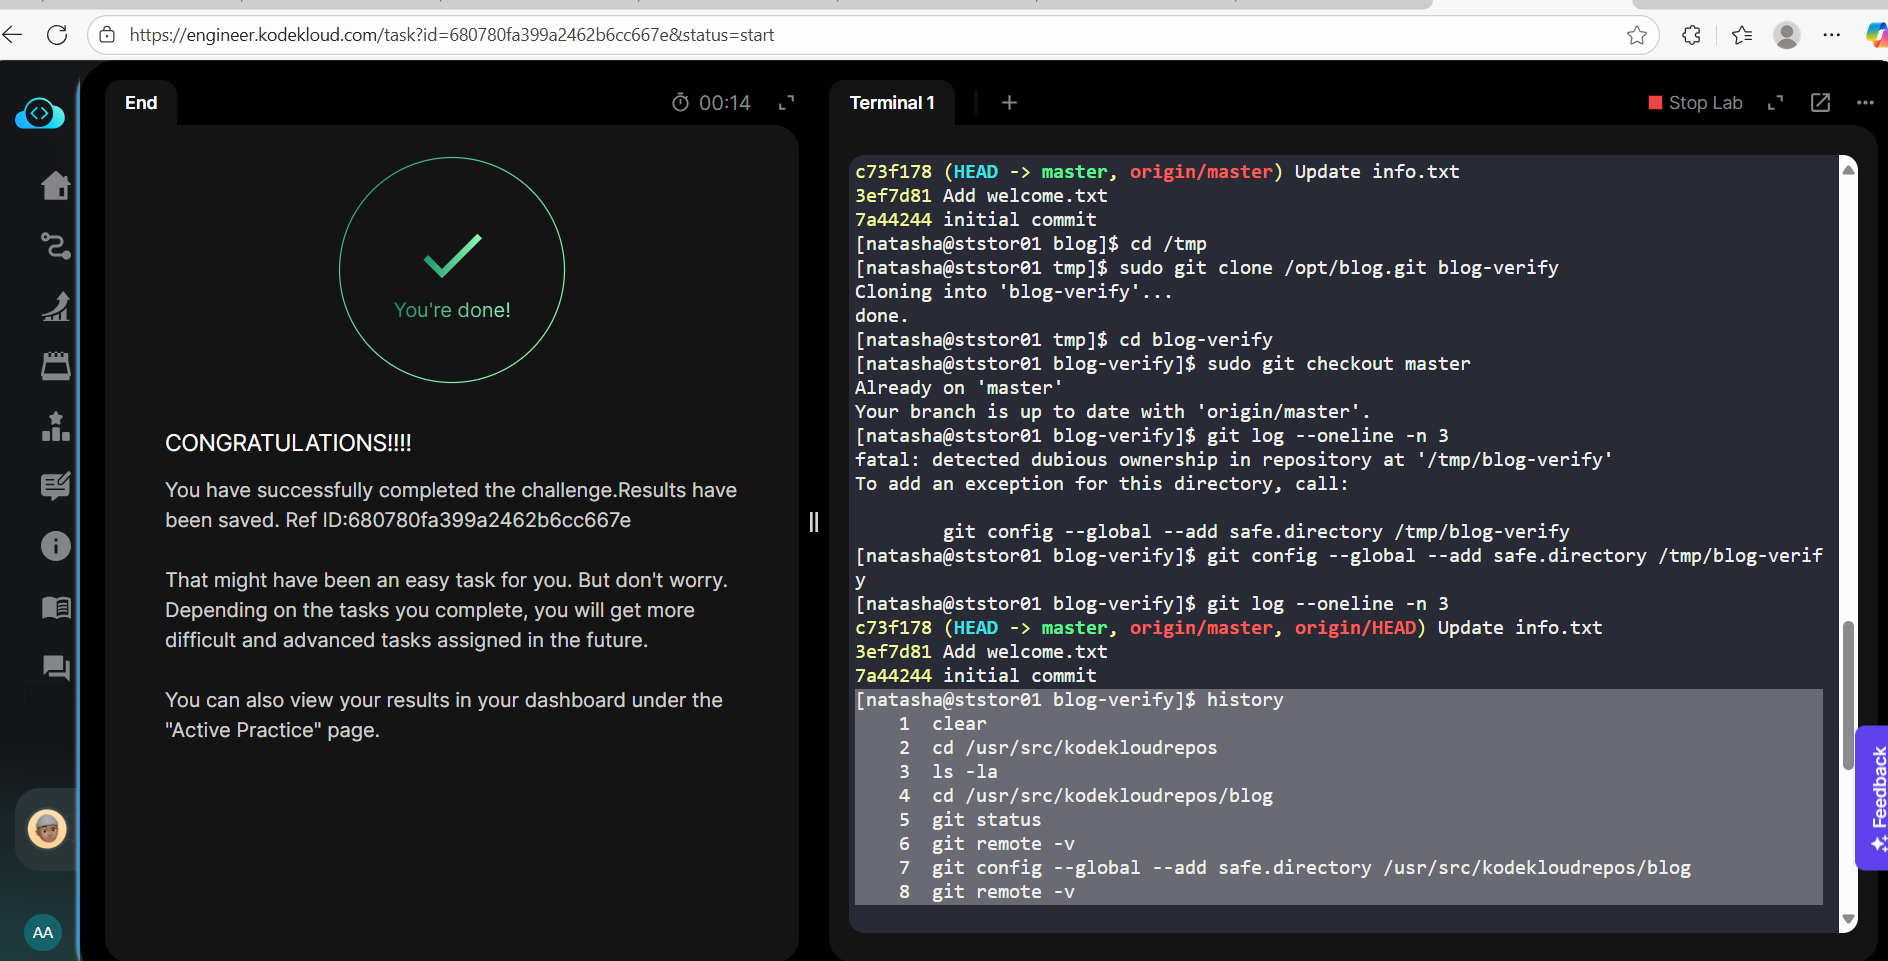 https://engineer.kodekloud.com/task?id=680780fa399a2462b6cc667e&status=start
End
00:14
You're done!
CONGRATULATIONS!!!!
You have successfully completed the challenge.Results have
been saved. Ref ID:680780fa399a2462b6cc667e
That might have been an easy task for you. But don't worry.
Depending on the tasks you complete, you will get more
difficult and advanced tasks assigned in the future.
You can also view your results in your dashboard under the
"Active Practice" page.
AA
Terminal 1
Stop Lab
c73f178 (HEAD -> master, origin/master) Update info.txt
3ef7d81 Add welcome.txt
7a44244 initial commit
[natasha@ststor01 blog]$ cd /tmp
[natasha@ststor01 tmp]$ sudo git clone /opt/blog.git blog-verify
Cloning into 'blog-verify'...
done.
[natasha@ststor01 tmp]$ cd blog-verify
[natasha@ststor01 blog-verify]$ sudo git checkout master
Already on 'master'
Your branch is up to date with 'origin/master'.
[natasha@ststor01 blog-verify]$ git log --oneline -n 3
fatal: detected dubious ownership in repository at '/tmp/blog-verify'
To add an exception for this directory, call:
git config --global --add safe.directory /tmp/blog-verify
[natasha@ststor01 blog-verify]$ git config --global --add safe.directory /tmp/blog-verif
y
[natasha@ststor01 blog-verify]$ git log --oneline -n 3
c73f178 (HEAD -> master, origin/master, origin/HEAD) Update info.txt
3ef7d81 Add welcome.txt
7a44244 initial commit
[natasha@ststor01 blog-verify]$ history
1 clear
2 cd /usr/src/kodekloudrepos
3 ls -la
4 cd /usr/src/kodekloudrepos/blog
5 git status
6 git remote -v
7 git config --global --add safe.directory /usr/src/kodekloudrepos/blog
8 git remote -v
Feedback